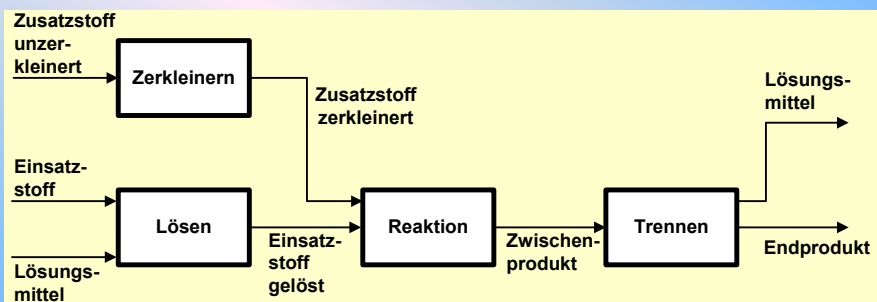 Zusatzstoff
unzer-
kleinert
Zerkleinern
Zusatzstoff
zerkleinert
Lösungs-
mittel
Einsatz-
stoff
Lösen
Reaktion
Trennen
Einsatz-
stoff
gelöst
Zwischen-
produkt
Endprodukt
Lösungs-
mittel